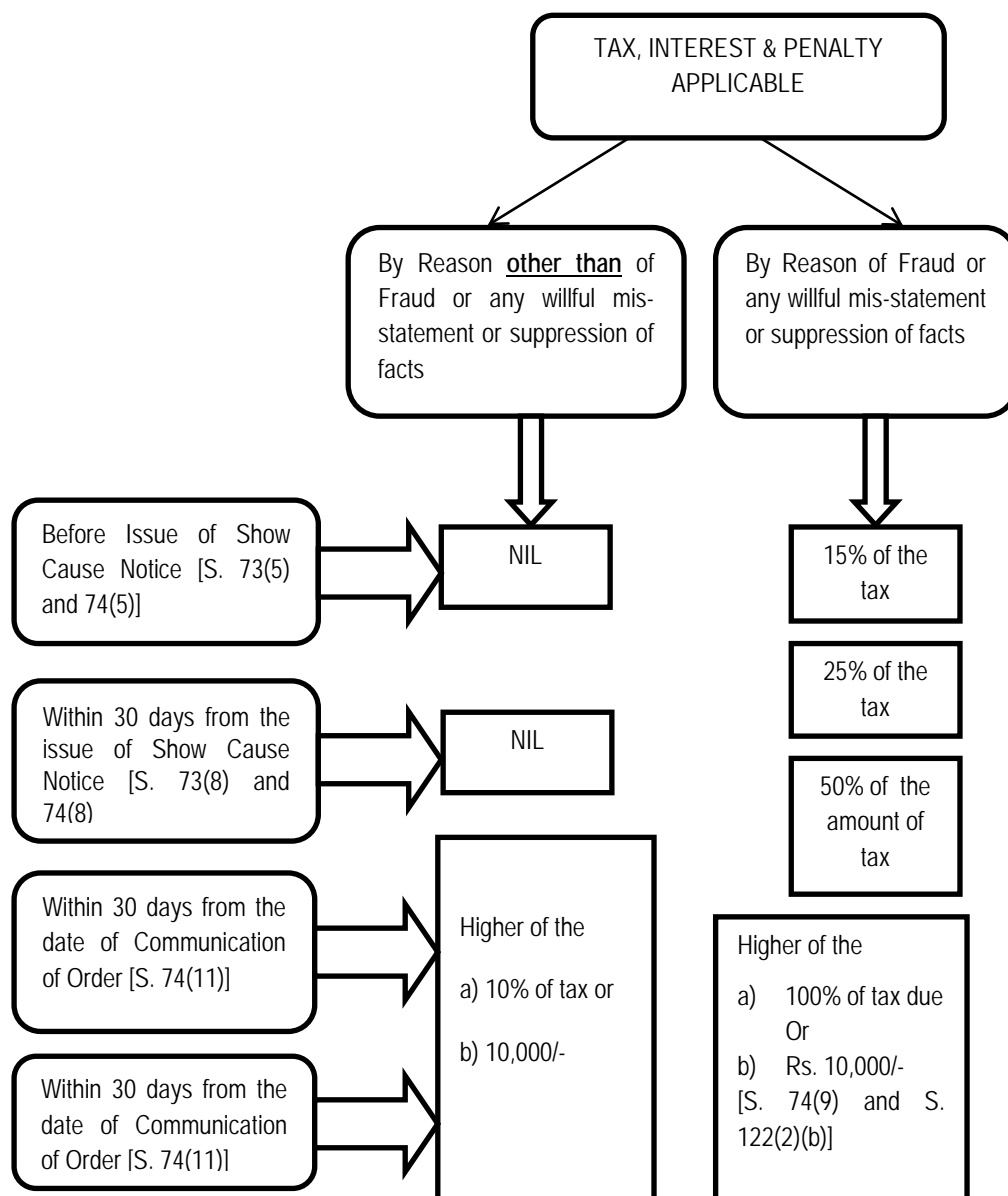 TAX, INTEREST & PENALTY
APPLICABLE
By Reason other than of
Fraud or any willful mis-
statement or suppression of
facts
By Reason of Fraud or
any willful mis-statement
or suppression of facts
Before Issue of Show
Cause Notice [S. 73(5)
and 74(5)]
NIL
15% of the
tax
Within 30 days from the
issue of Show Cause
Notice [S. 73(8) and
74(8)
NIL
25% of the
tax
50% of the
amount of
tax
Within 30 days from the
date of Communication
of Order [S. 74(11)]
Within 30 days from the
date of Communication
of Order [S. 74(11)]
Higher of the
a) 10% of tax or
b) 10,000/-
Higher of the
a) 100% of tax due
Or
b) Rs. 10,000/-
[S. 74(9) and S.
122(2)(b)]